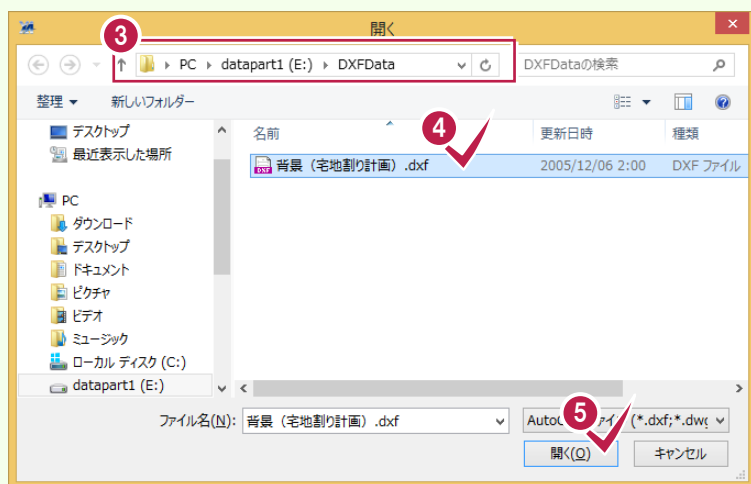 開く
3
PC datapart1 (E:) DXFData
DXFDataの検索
整理 新しいフォルダー
デスクトップ
最近表示した場所
PC
ダウンロード
デスクトップ
ドキュメント
ピクチャ
ビデオ
ミュージック
ローカル ディスク (C:)
datapart1 (E:)
名前 更新日時 種類
4
DXF 背景（宅地割り計画）.dxf 2005/12/06 2:00 DXF ファイル
ファイル名(N): 背景（宅地割り計画）.dxf
(*.dxf;*.dwg
5
開く(O) キャンセル